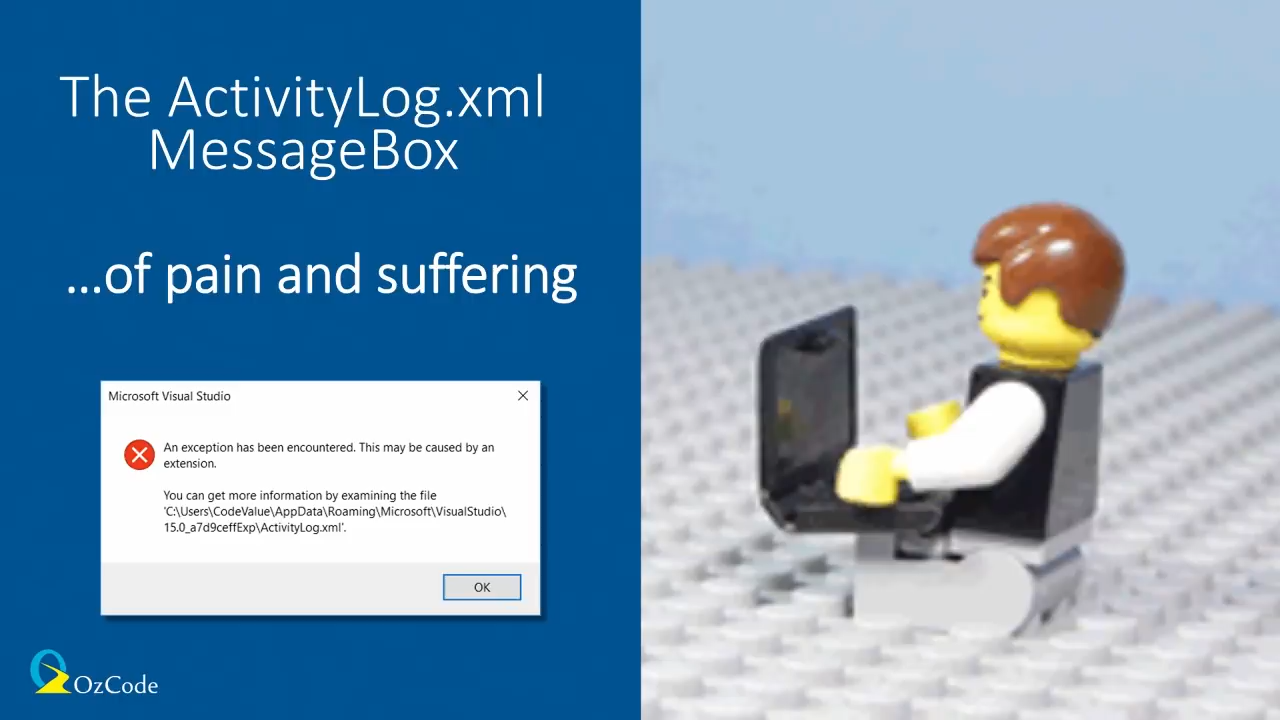 The ActivityLog.xml
MessageBox
...of pain and suffering
Microsoft Visual Studio
An exception has been encountered. This may be caused by an
extension.
You can get more information by examining the file
'C:\Users\CodeValue\AppData\Roaming\Microsoft\VisualStudio\
15.0_a7d9ceffExp\ActivityLog.xml'.
OK
OzCode